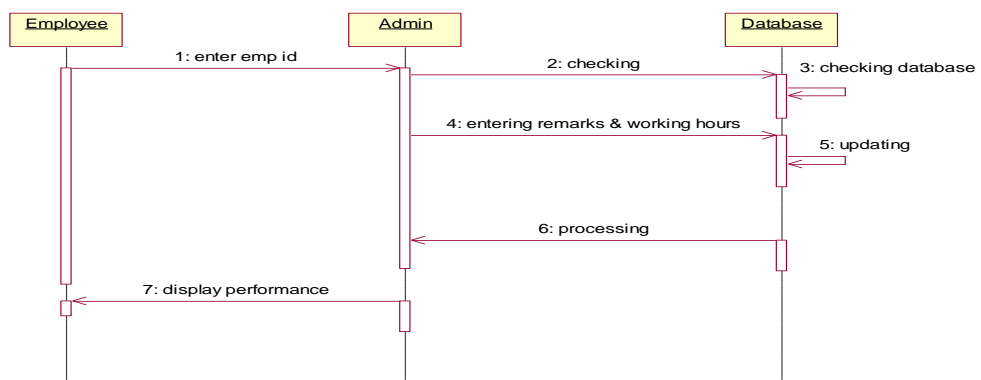 Employee
Admin
Database
1: enter emp id
2: checking
3: checking database
4: entering remarks & working hours
5: updating
6: processing
7: display performance